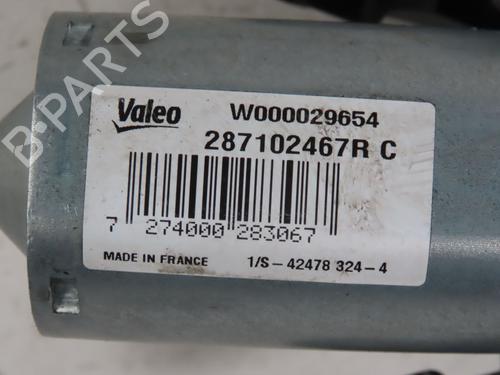 Valeo W000029654
287102467R C
7 274000 283067
MADE IN FRANCE 1/S-42478 324-4
B-PARTS